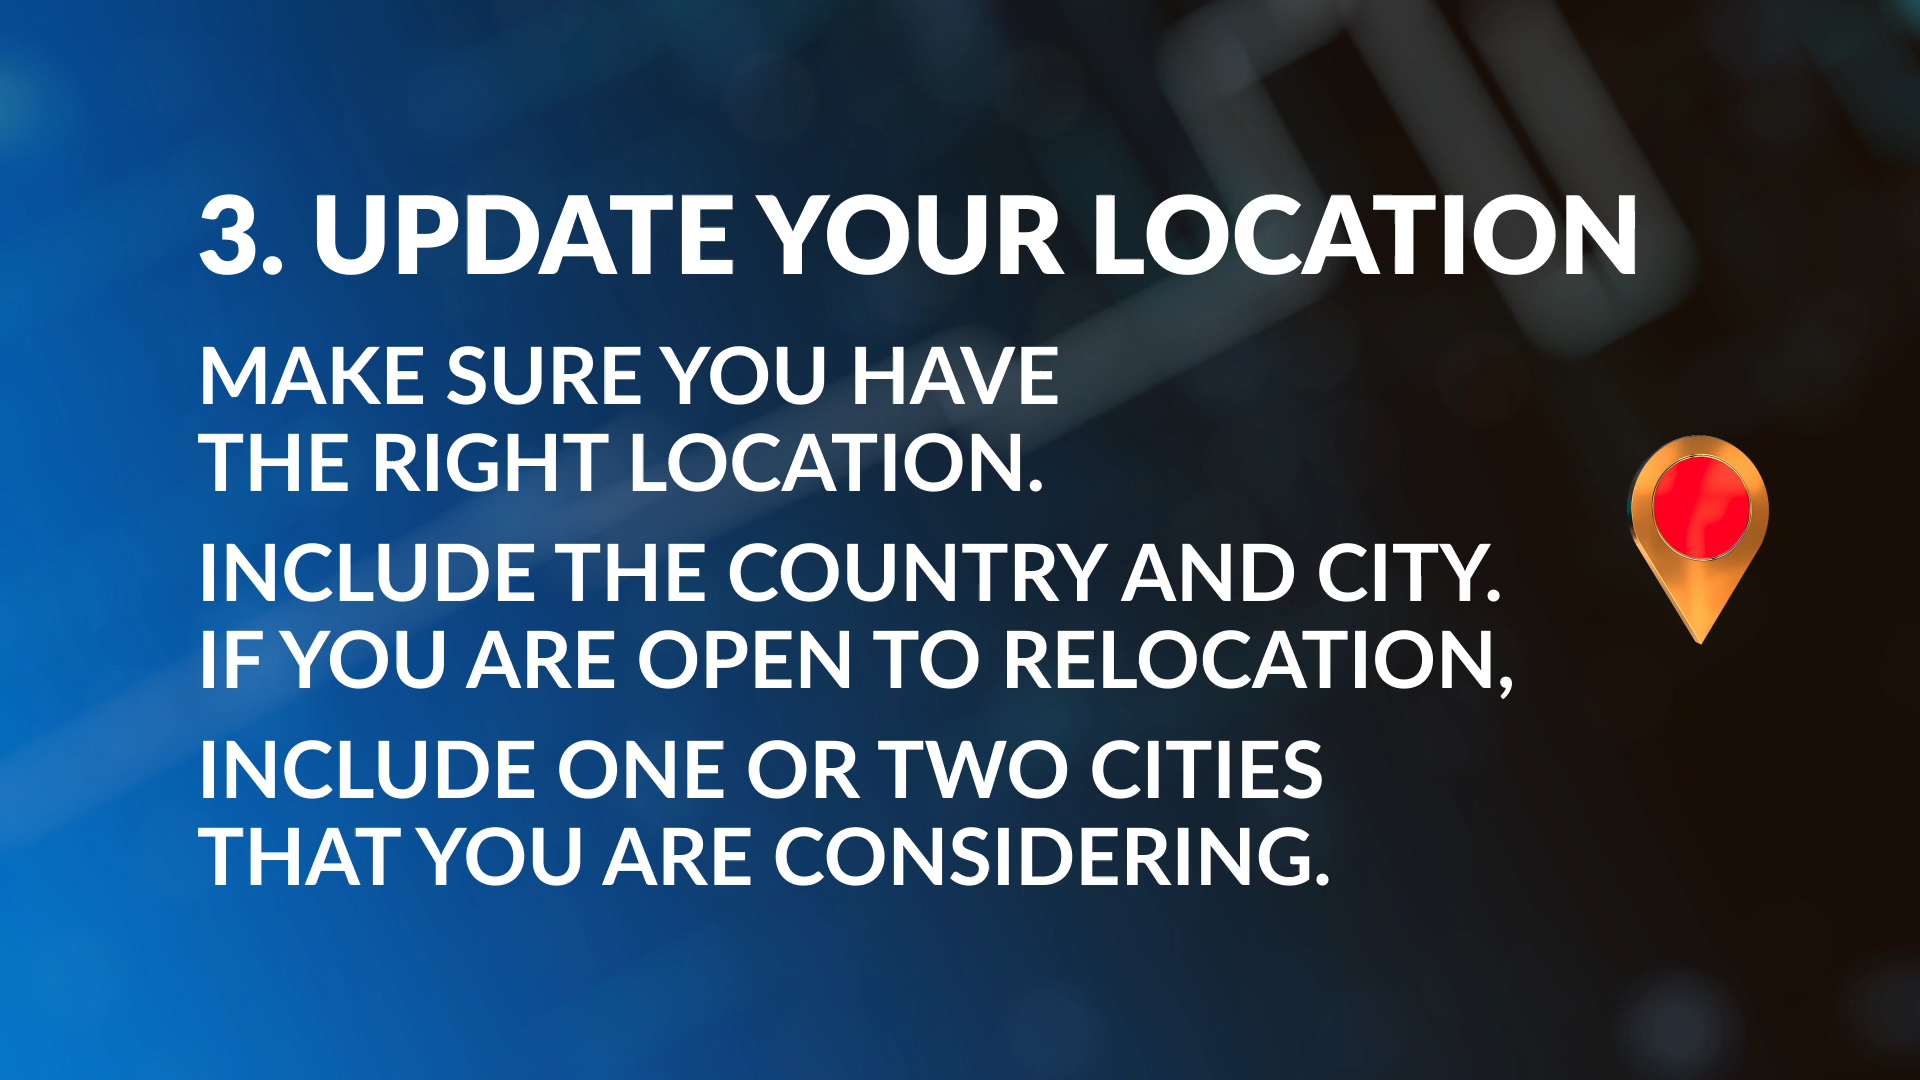 3. UPDATE YOUR LOCATION
MAKE SURE YOU HAVE
THE RIGHT LOCATION.
INCLUDE THE COUNTRY AND CITY.
IF YOU ARE OPEN TO RELOCATION,
INCLUDE ONE OR TWO CITIES
THAT YOU ARE CONSIDERING.